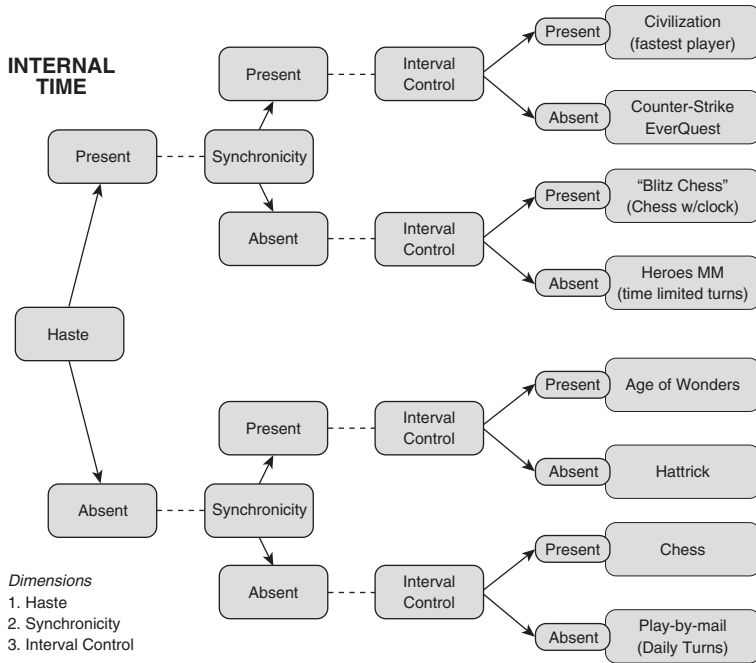 INTERNAL
TIME
Haste
Present
Synchronicity
Present
Interval
Control
Present
Civilization
(fastest player)
Absent
Counter-Strike
EverQuest
Absent
Interval
Control
Present
“Blitz Chess”
(Chess w/clock)
Absent
Heroes MM
(time limited turns)
Absent
Synchronicity
Present
Interval
Control
Present
Age of Wonders
Absent
Hattrick
Absent
Interval
Control
Present
Chess
Absent
Play-by-mail
(Daily Turns)
Dimensions
1. Haste
2. Synchronicity
3. Interval Control